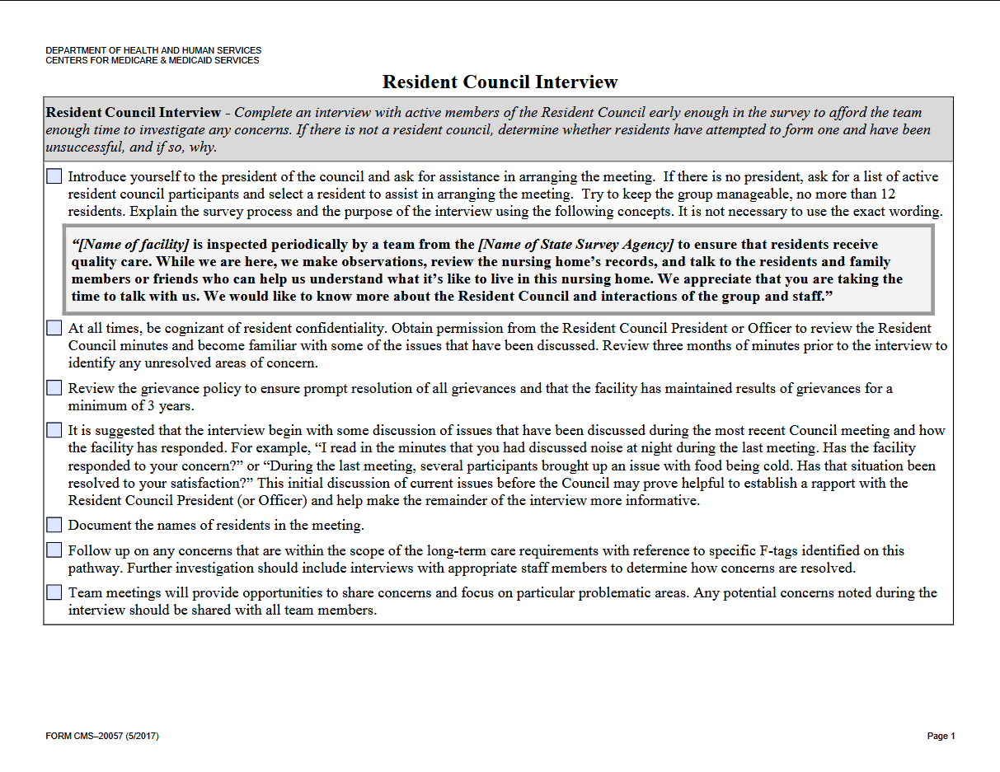 DEPARTMENT OF HEALTH AND HUMAN SERVICES
CENTERS FOR MEDICARE & MEDICAID SERVICES
Resident Council Interview
Resident Council Interview - Complete an interview with active members of the Resident Council early enough in the survey to afford the team
enough time to investigate any concerns. If there is not a resident council, determine whether residents have attempted to form one and have been
unsuccessful, and if so, why.
Introduce yourself to the president of the council and ask for assistance in arranging the meeting.  If there is no president, ask for a list of active
resident council participants and select a resident to assist in arranging the meeting.  Try to keep the group manageable, no more than 12
residents. Explain the survey process and the purpose of the interview using the following concepts. It is not necessary to use the exact wording.
“[Name of facility] is inspected periodically by a team from the [Name of State Survey Agency] to ensure that residents receive
quality care. While we are here, we make observations, review the nursing home’s records, and talk to the residents and family
members or friends who can help us understand what it’s like to live in this nursing home. We appreciate that you are taking the
time to talk with us. We would like to know more about the Resident Council and interactions of the group and staff.”
At all times, be cognizant of resident confidentiality. Obtain permission from the Resident Council President or Officer to review the Resident
Council minutes and become familiar with some of the issues that have been discussed. Review three months of minutes prior to the interview to
identify any unresolved areas of concern.
Review the grievance policy to ensure prompt resolution of all grievances and that the facility has maintained results of grievances for a
minimum of 3 years.
It is suggested that the interview begin with some discussion of issues that have been discussed during the most recent Council meeting and how
the facility has responded. For example, “I read in the minutes that you had discussed noise at night during the last meeting. Has the facility
responded to your concern?” or “During the last meeting, several participants brought up an issue with food being cold. Has that situation been
resolved to your satisfaction?” This initial discussion of current issues before the Council may prove helpful to establish a rapport with the
Resident Council President (or Officer) and help make the remainder of the interview more informative.
Document the names of residents in the meeting.
Follow up on any concerns that are within the scope of the long-term care requirements with reference to specific F-tags identified on this
pathway. Further investigation should include interviews with appropriate staff members to determine how concerns are resolved.
Team meetings will provide opportunities to share concerns and focus on particular problematic areas. Any potential concerns noted during the
interview should be shared with all team members.
FORM CMS–20057 (5/2017)
Page 1